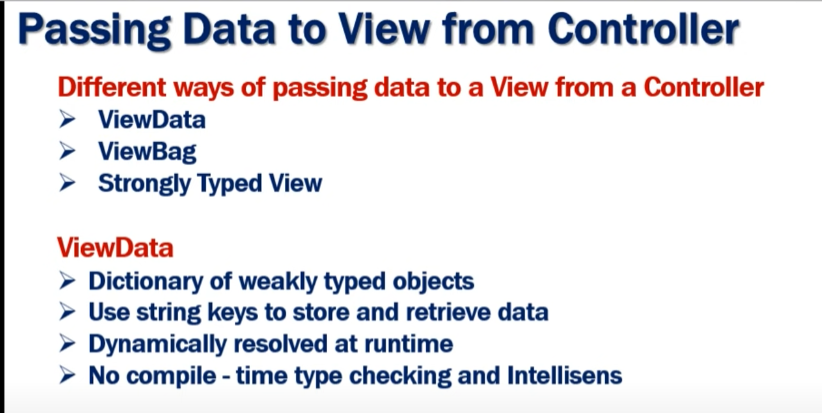 Passing Data to View from Controller
Different ways of passing data to a View from a Controller
➢ ViewData
➢ ViewBag
➢ Strongly Typed View
ViewData
➢ Dictionary of weakly typed objects
➢ Use string keys to store and retrieve data
➢ Dynamically resolved at runtime
➢ No compile - time type checking and Intellisens